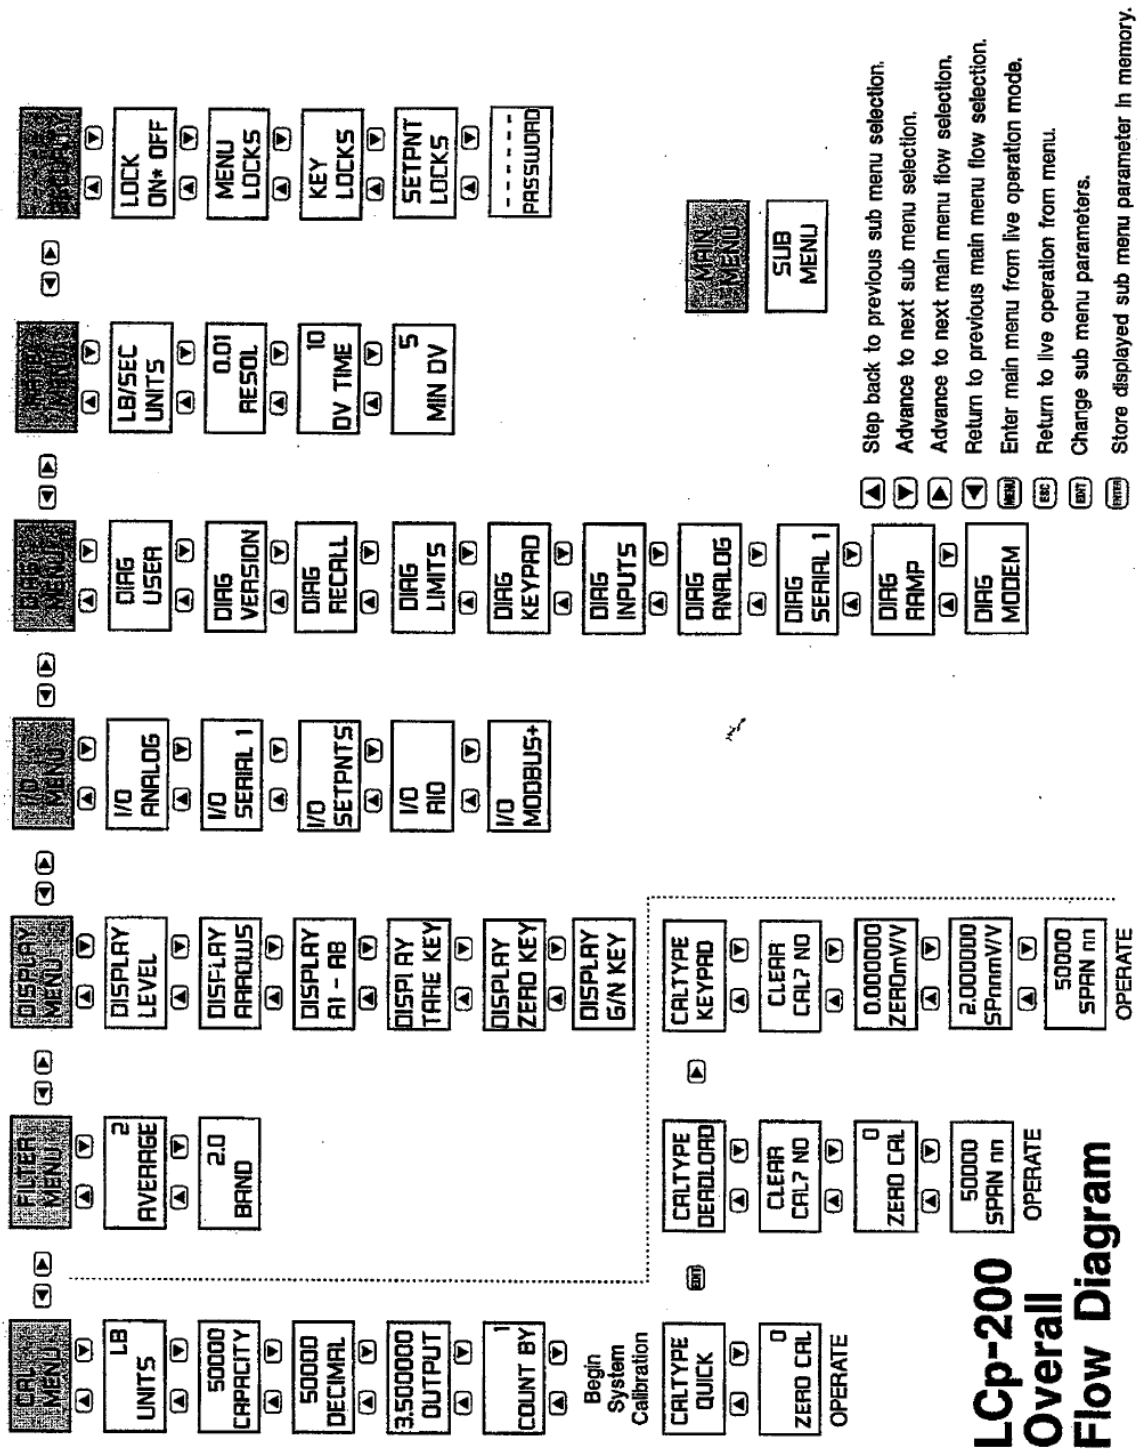 CAL
MENU
LB
UNITS
50000
CAPACITY
50000
DECIMAL
3.500000
OUTPUT
1
COUNT BY
Begin
System
Calibration
CALTYPE
QUICK
0
ZERO CAL
OPERATE
FILTER
MENU
2
AVERAGE
2.0
BAND
EDIT
CALTYPE
DEADLOAD
CLEAR
CAL? NO
0
ZERO CAL
50000
SPAN nn
OPERATE
DISPLAY
MENU
DISPLAY
LEVEL
DISPLAY
ARROWS
DISPLAY
A1 - A8
DISPLAY
TARE KEY
DISPLAY
ZERO KEY
DISPLAY
G/N KEY
CALTYPE
KEYPAD
CLEAR
CAL? NO
0.000000
ZEROmV/V
2.000000
SPnnmV/V
50000
SPAN nn
OPERATE
I/O
MENU
I/O
ANALOG
I/O
SERIAL 1
I/O
SETPNTS
I/O
RIO
I/O
MODBUS+
DIAG
MENU
DIAG
USER
DIAG
VERSION
DIAG
RECALL
DIAG
LIMITS
DIAG
KEYPAD
DIAG
INPUTS
DIAG
ANALOG
DIAG
SERIAL 1
DIAG
RAMP
DIAG
MODEM
MENU
LB/SEC
UNITS
0.01
RESOL
10
DV TIME
5
MIN DV
LOCK
ON* OFF
MENU
LOCKS
KEY
LOCKS
SETPNT
LOCKS
- - - - - -
PASSWORD
MAIN
MENU
SUB
MENU
▲ Step back to previous sub menu selection.
▼ Advance to next sub menu selection.
▶ Advance to next main menu flow selection.
◀ Return to previous main menu flow selection.
MENU Enter main menu from live operation mode.
ESC Return to live operation from menu.
EDIT Change sub menu parameters.
ENTER Store displayed sub menu parameter in memory.
LCp-200
Overall
Flow Diagram